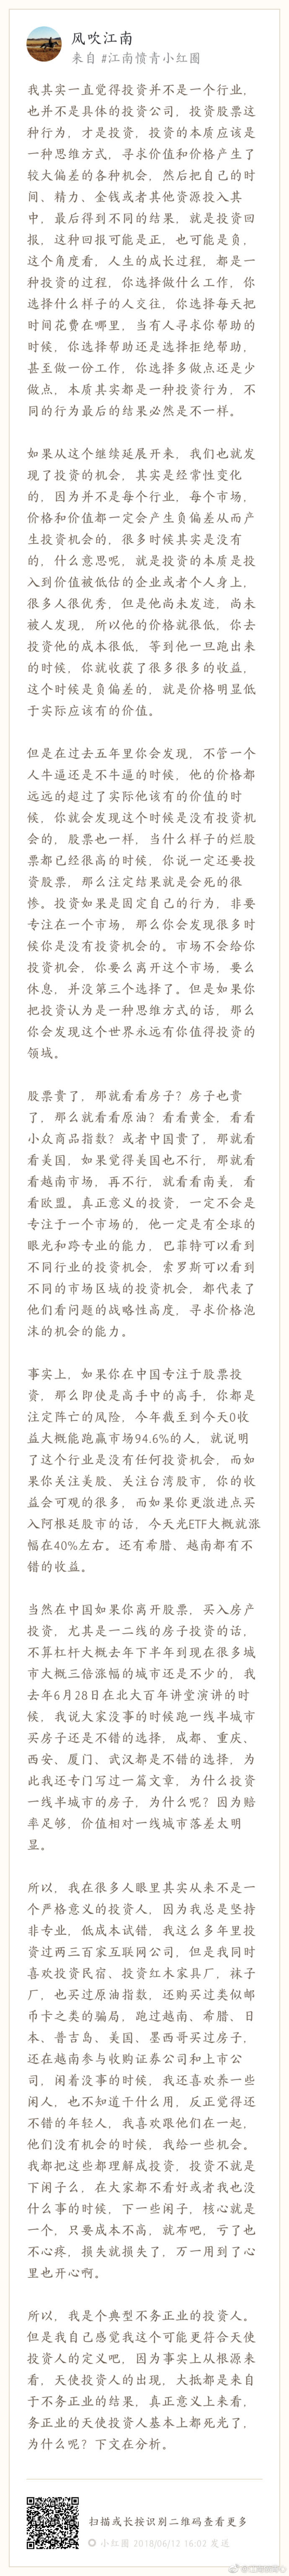 风吹江南
来自 #江南愤青小红圈
我其实一直觉得投资并不是一个行业，
也并不是具体的投资公司，投资股票这
种行为，才是投资，投资的本质应该是
一种思维方式，寻求价值和价格产生了
较大偏差的各种机会，然后把自己的时
间、精力、金钱或者其他资源投入其
中，最后得到不同的结果，就是投资回
报，这种回报可能是正，也可能是负，
这个角度看，人生的成长过程，都是一
种投资的过程，你选择做什么工作，你
选择什么样子的人交往，你选择每天把
时间花费在哪里，当有人寻求你帮助的
时候，你选择帮助还是选择拒绝帮助，
甚至做一份工作，你选择多做点还是少
做点，本质其实都是一种投资行为，不
同的行为最后的结果必然是不一样。
如果从这个继续延展开来，我们也就发
现了投资的机会，其实是经常性变化
的，因为并不是每个行业，每个市场，
价格和价值都一定会产生负偏差从而产
生投资机会的，很多时候其实是没有
的，什么意思呢，就是投资的本质是投
入到价值被低估的企业或者个人身上，
很多人很优秀，但是他尚未发迹，尚未
被人发现，所以他的价格就很低，你去
投资他的成本很低，等到他一旦跑出来
的时候，你就收获了很多很多的收益，
这个时候是负偏差的，就是价格明显低
于实际应该有的价值。
但是在过去五年里你会发现，不管一个
人牛逼还是不牛逼的时候，他的价格都
远远的超过了实际他该有的价值的时
候，你就会发现这个时候是没有投资机
会的，股票也一样，当什么样子的烂股
票都已经很高的时候，你说一定还要投
资股票，那么注定结果就是会死的很
惨。投资如果是固定自己的行为，非要
专注在一个市场，那么你会发现很多时
候你是没有投资机会的。市场不会给你
投资机会，你要么离开这个市场，要么
休息，并没第三个选择了。但是如果你
把投资认为是一种思维方式的话，那么
你会发现这个世界永远有你值得投资的
领域。
股票贵了，那就看看房子？房子也贵
了，那么就看看原油？看看黄金，看看
小众商品指数？或者中国贵了，那就看
看美国，如果觉得美国也不行，那就看
看越南市场，再不行，就看看南美，看
看欧盟。真正意义的投资，一定不会是
专注于一个市场的，他一定是有全球的
眼光和跨专业的能力，巴菲特可以看到
不同行业的投资机会，索罗斯可以看到
不同的市场区域的投资机会，都代表了
他们看问题的战略性高度，寻求价格泡
沫的机会的能力。
事实上，如果你在中国专注于股票投
资，那么即使是高手中的高手，你都是
注定阵亡的风险，今年截至到今天0收
益大概能跑赢市场94.6%的人，就说明
了这个行业是没有任何投资机会，而如
果你关注美股、关注台湾股市，你的收
益会可观的很多，而如果你更激进点买
入阿根廷股市的话，今天光ETF大概就涨
幅在40%左右。还有希腊、越南都有不
错的收益。
当然在中国如果你离开股票，买入房产
投资，尤其是一二线的房子投资的话，
不算杠杆大概去年下半年到现在很多城
市大概三倍涨幅的城市还是不少的，我
去年6月28日在北大百年讲堂演讲的时
候，我说大家没事的时候跑一线半城市
买房子还是不错的选择，成都、重庆、
西安、厦门、武汉都是不错的选择，为
此我还专门写过一篇文章，为什么投资
一线半城市的房子，为什么呢？因为赔
率足够，价值相对一线城市落差太明
显。
所以，我在很多人眼里其实从来不是一
个严格意义的投资人，因为我总是坚持
非专业，低成本试错，我这么多年里投
资过两三百家互联网公司，但是我同时
喜欢投资民宿、投资红木家具厂，袜子
厂，也买过原油指数，还购买过类似邮
币卡之类的骗局，跑过越南、希腊、日
本、普吉岛、美国、墨西哥买过房子，
还在越南参与收购证券公司和上市公
司，闲着没事的时候，我还喜欢养一些
闲人，也不知道干什么用，反正觉得还
不错的年轻人，我喜欢跟他们在一起，
他们没有机会的时候，我给一些机会。
我都把这些都理解成投资，投资不就是
下闲子么，在大家都不看好或者我也没
什么事的时候，下一些闲子，核心就是
一个，只要成本不高，就布吧，亏了也
不心疼，损失就损失了，万一用到了心
里也开心啊。
所以，我是个典型不务正业的投资人。
但是我自己感觉我这个可能更符合天使
投资人的定义吧，因为事实上从根源来
看，天使投资人的出现，大抵都是来自
于不务正业的结果，真正意义上来看，
务正业的天使投资人基本上都死光了，
为什么呢？下文在分析。
扫描或长按识别二维码查看更多
小红圈 2018/06/12 16:02 发送